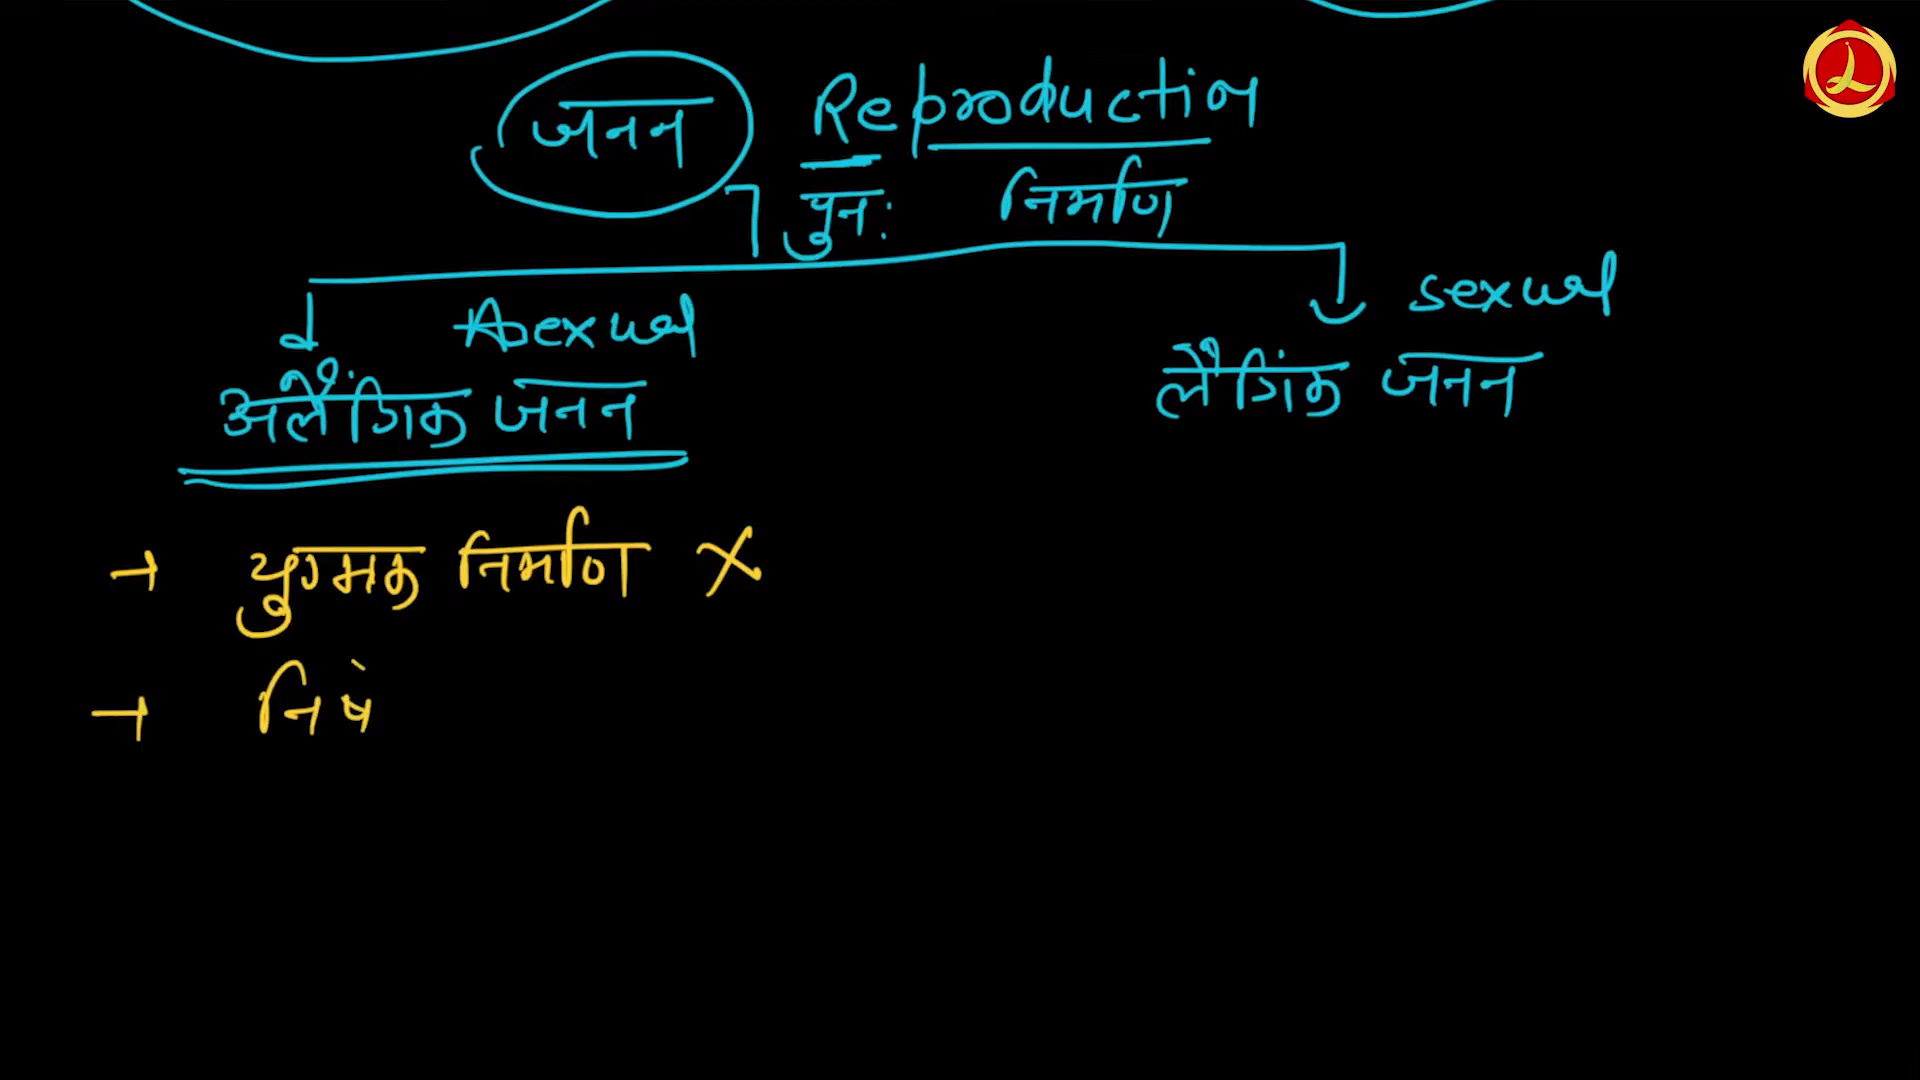 जनन Reproduction
पुनः निर्माण
Asexual sexual
अलैंगिक जनन लैंगिक जनन
→ युग्मक निर्माण X
→ निषे